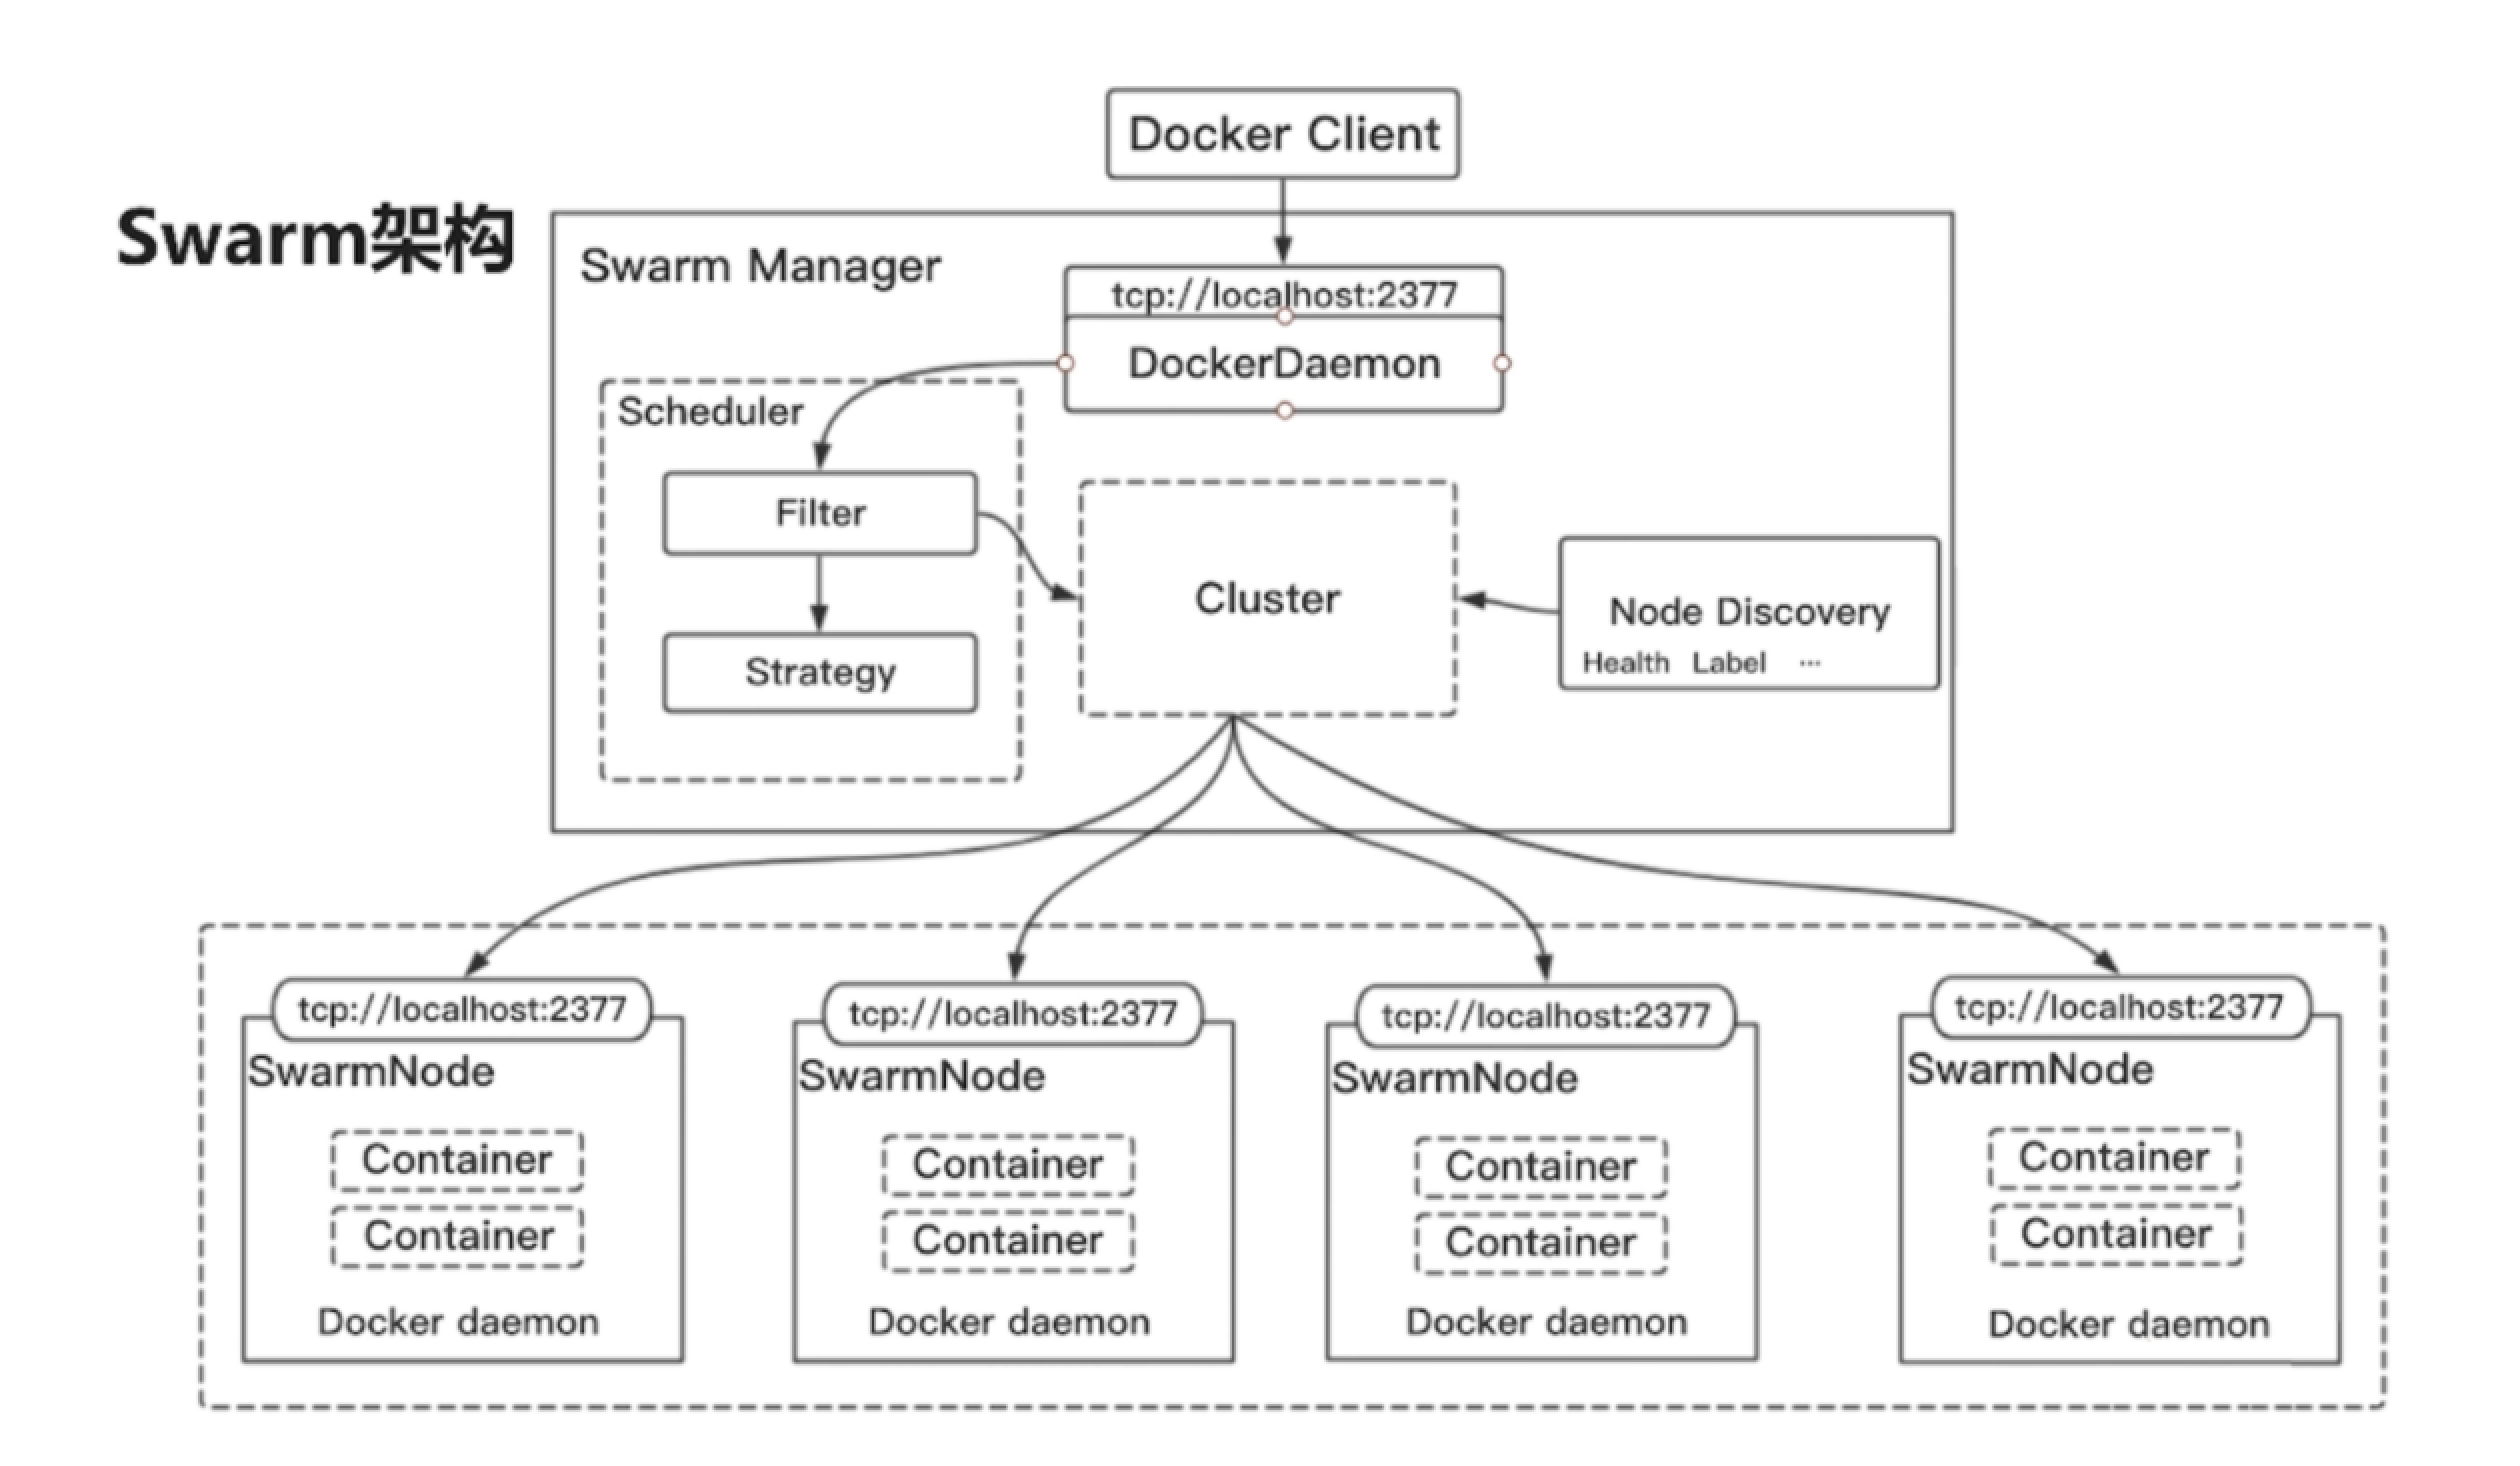 Docker Client
Swarm架构
Swarm Manager
tcp://localhost:2377
DockerDaemon
Scheduler
Filter
Strategy
Cluster
Node Discovery
Health Label ...
tcp://localhost:2377
SwarmNode
Container
Container
Docker daemon
tcp://localhost:2377
SwarmNode
Container
Container
Docker daemon
tcp://localhost:2377
SwarmNode
Container
Container
Docker daemon
tcp://localhost:2377
SwarmNode
Container
Container
Docker daemon